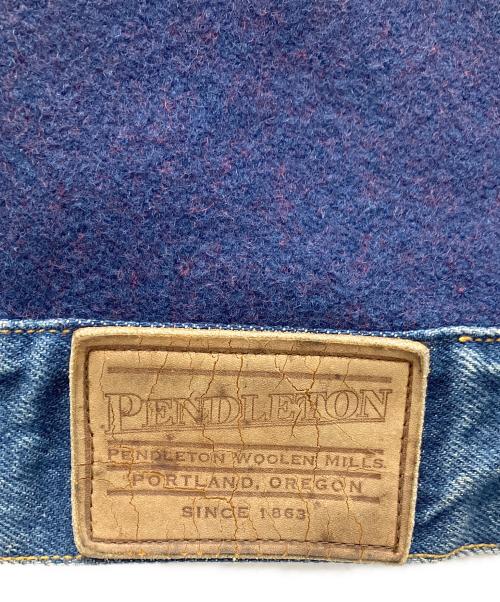 PENDLETON
PENDLETON WOOLEN MILLS
PORTLAND, OREGON
SINCE 1863